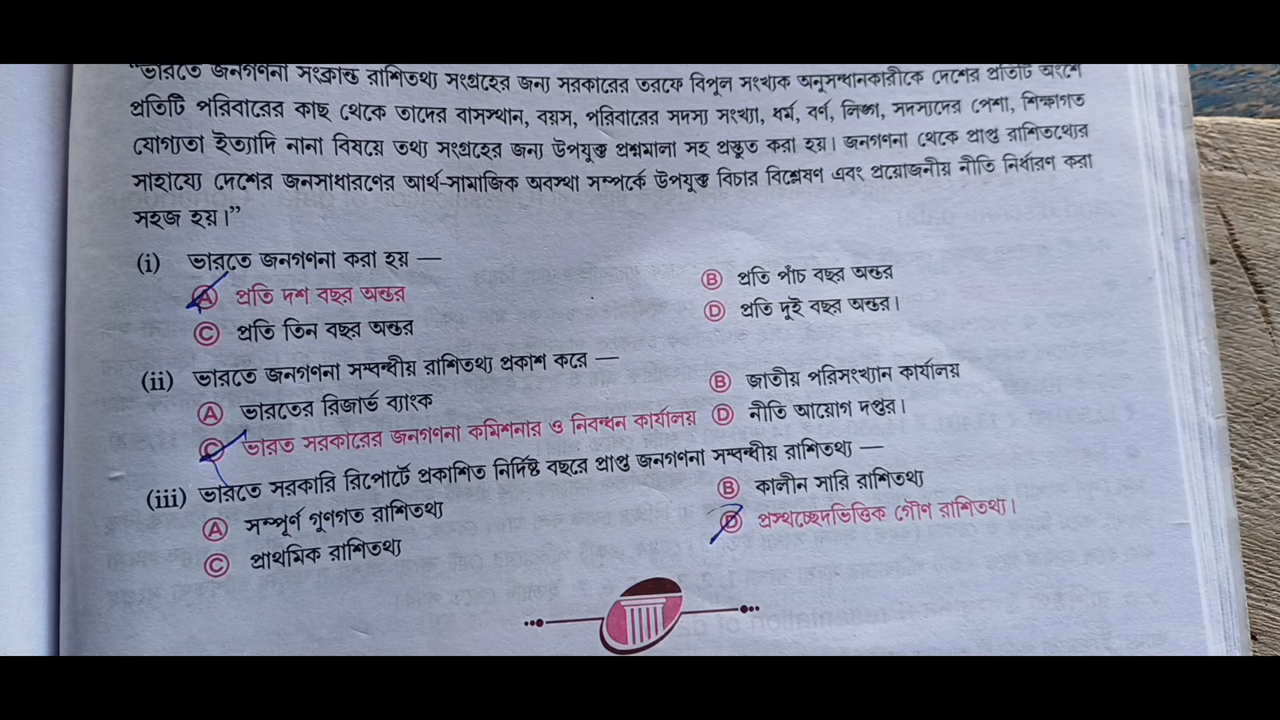 "ভারতে জনগণনা সংক্রান্ত রাশিতথ্য সংগ্রহের জন্য সরকারের তরফে বিপুল সংখ্যক অনুসন্ধানকারীকে দেশের প্রতিটি অংশে
প্রতিটি পরিবারের কাছ থেকে তাদের বাসস্থান, বয়স, পরিবারের সদস্য সংখ্যা, ধর্ম, বর্ণ, লিঙ্গ, সদস্যদের পেশা, শিক্ষাগত
যোগ্যতা ইত্যাদি নানা বিষয়ে তথ্য সংগ্রহের জন্য উপযুক্ত প্রশ্নমালা সহ প্রস্তুত করা হয়। জনগণনা থেকে প্রাপ্ত রাশিতথ্যের
সাহায্যে দেশের জনসাধারণের আর্থ-সামাজিক অবস্থা সম্পর্কে উপযুক্ত বিচার বিশ্লেষণ এবং প্রয়োজনীয় নীতি নির্ধারণ করা
সহজ হয়।"
(i) ভারতে জনগণনা করা হয় —
A প্রতি দশ বছর অন্তর
B প্রতি পাঁচ বছর অন্তর
C প্রতি তিন বছর অন্তর
D প্রতি দুই বছর অন্তর।
(ii) ভারতে জনগণনা সম্বন্ধীয় রাশিতথ্য প্রকাশ করে —
A ভারতের রিজার্ভ ব্যাংক
B জাতীয় পরিসংখ্যান কার্যালয়
C ভারত সরকারের জনগণনা কমিশনার ও নিবন্ধন কার্যালয়
D নীতি আয়োগ দপ্তর।
(iii) ভারতে সরকারি রিপোর্টে প্রকাশিত নির্দিষ্ট বছরে প্রাপ্ত জনগণনা সম্বন্ধীয় রাশিতথ্য —
A সম্পূর্ণ গুণগত রাশিতথ্য
B কালীন সারি রাশিতথ্য
C প্রাথমিক রাশিতথ্য
D প্রস্থচ্ছেদভিত্তিক গৌণ রাশিতথ্য।